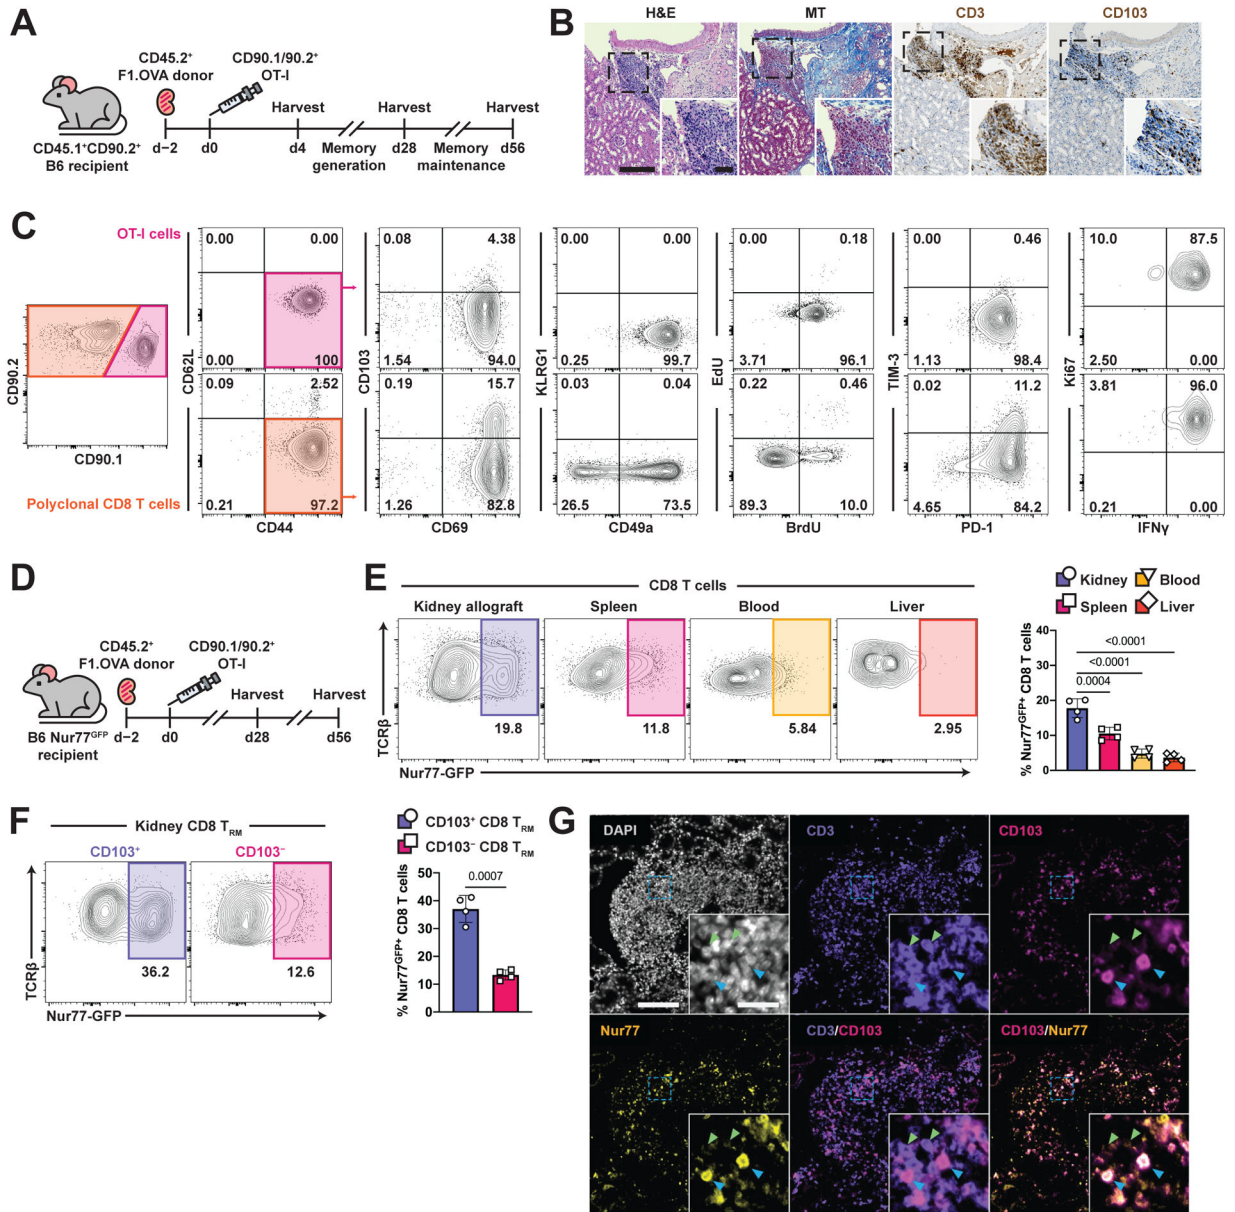 A
CD45.2⁺
F1.OVA donor
CD90.1/90.2⁺
OT-I
Harvest
Harvest
Harvest
CD45.1⁺CD90.2⁺
B6 recipient
d−2
d0
d4
Memory
generation
d28
Memory
maintenance
d56
B
H&E
MT
CD3
CD103
C
OT-I cells
Polyclonal CD8 T cells
CD90.2
CD90.1
CD62L
0.00
0.00
0.00
100
0.09
2.52
0.21
97.2
CD44
CD103
0.08
4.38
1.54
94.0
0.19
15.7
1.26
82.8
CD69
KLRG1
0.00
0.00
0.25
99.7
0.03
0.04
26.5
73.5
CD49a
EdU
0.00
0.18
3.71
96.1
0.22
0.46
89.3
10.0
BrdU
TIM-3
0.00
0.46
1.13
98.4
0.02
11.2
4.65
84.2
PD-1
Ki67
10.0
87.5
2.50
0.00
3.81
96.0
0.21
0.00
IFNγ
D
CD45.2⁺
F1.OVA donor
CD90.1/90.2⁺
OT-I
Harvest
Harvest
B6 Nur77ᴳᶠᴾ
recipient
d−2
d0
d28
d56
E
CD8 T cells
Kidney allograft
Spleen
Blood
Liver
19.8
11.8
5.84
2.95
TCRβ
Nur77-GFP
Kidney
Blood
Spleen
Liver
% Nur77ᴳᶠᴾ⁺ CD8 T cells
40
30
20
10
0
<0.0001
<0.0001
0.0004
F
Kidney CD8 T_RM
CD103⁺
CD103⁻
36.2
12.6
TCRβ
Nur77-GFP
CD103⁺ CD8 T_RM
CD103⁻ CD8 T_RM
% Nur77ᴳᶠᴾ⁺ CD8 T cells
50
40
30
20
10
0
0.0007
G
DAPI
CD3
CD103
Nur77
CD3/CD103
CD103/Nur77